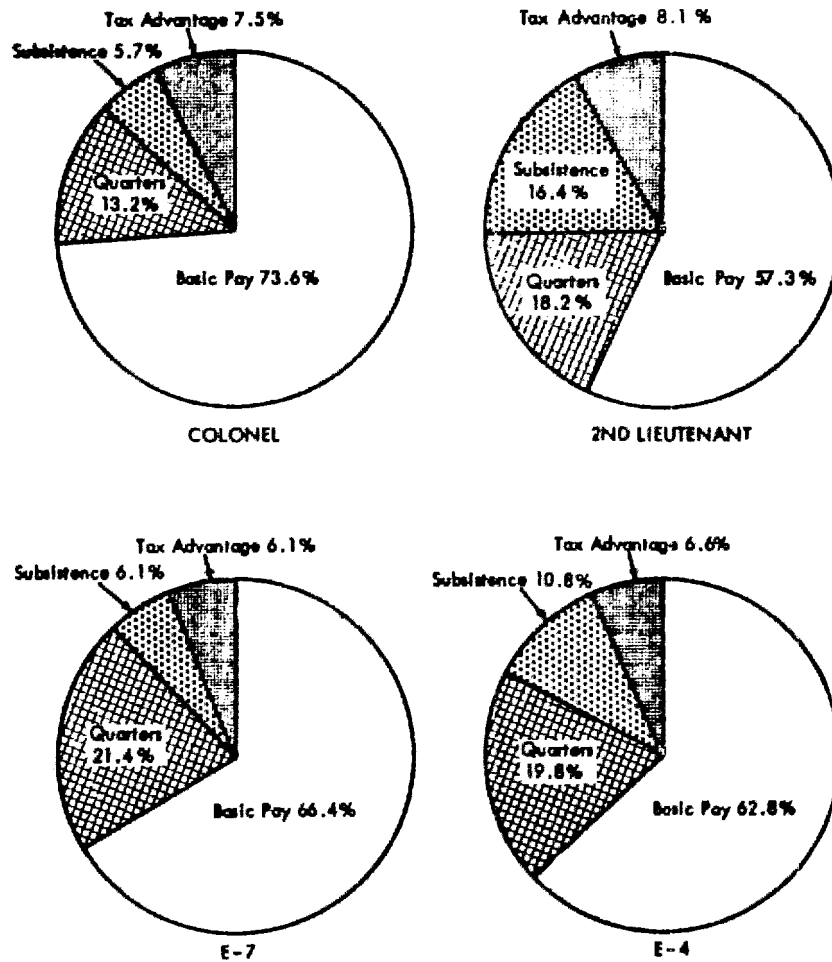 Tax Advantage 7.5%
Subsistence 5.7%
Quarters
13.2%
Basic Pay 73.6%
COLONEL
Tax Advantage 8.1%
Subsistence
16.4%
Quarters
18.2%
Basic Pay 57.3%
2ND LIEUTENANT
Tax Advantage 6.1%
Subsistence 6.1%
Quarters
21.4%
Basic Pay 66.4%
E-7
Tax Advantage 6.6%
Subsistence 10.8%
Quarters
19.8%
Basic Pay 62.8%
E-4